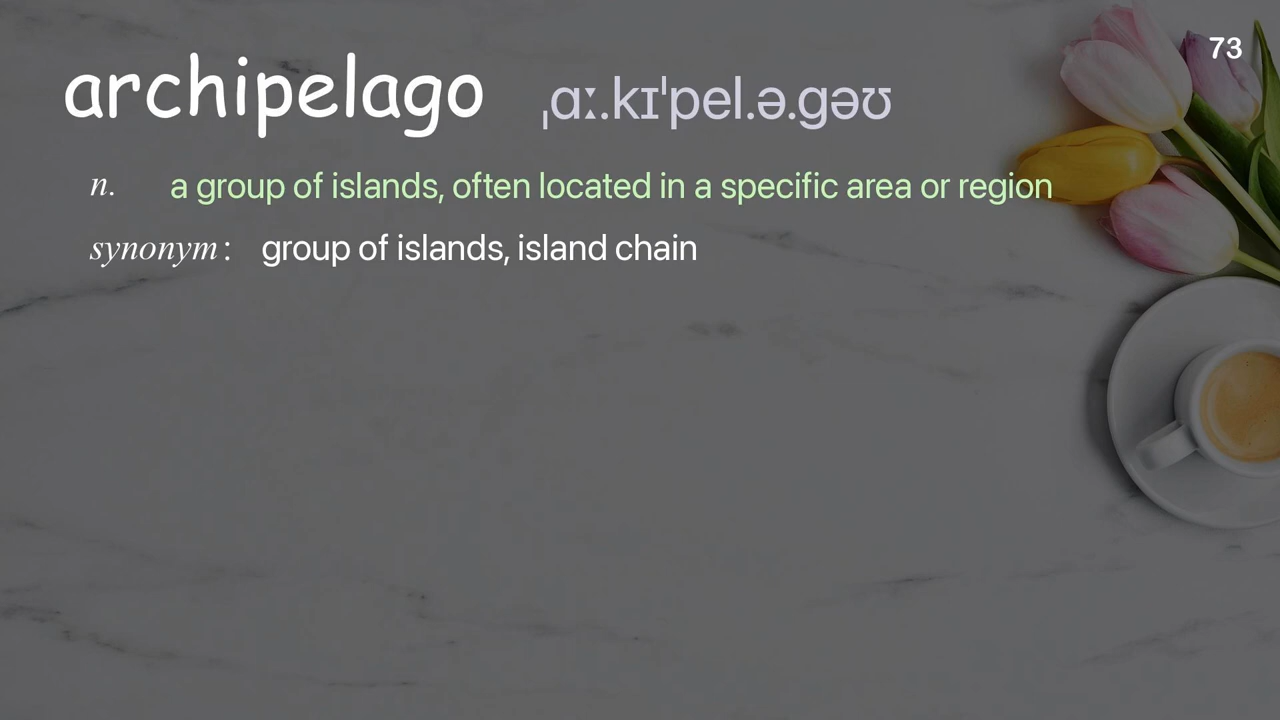 73
archipelago ˌɑː.kɪˈpel.ə.ɡəʊ
n. a group of islands, often located in a specific area or region
synonym: group of islands, island chain